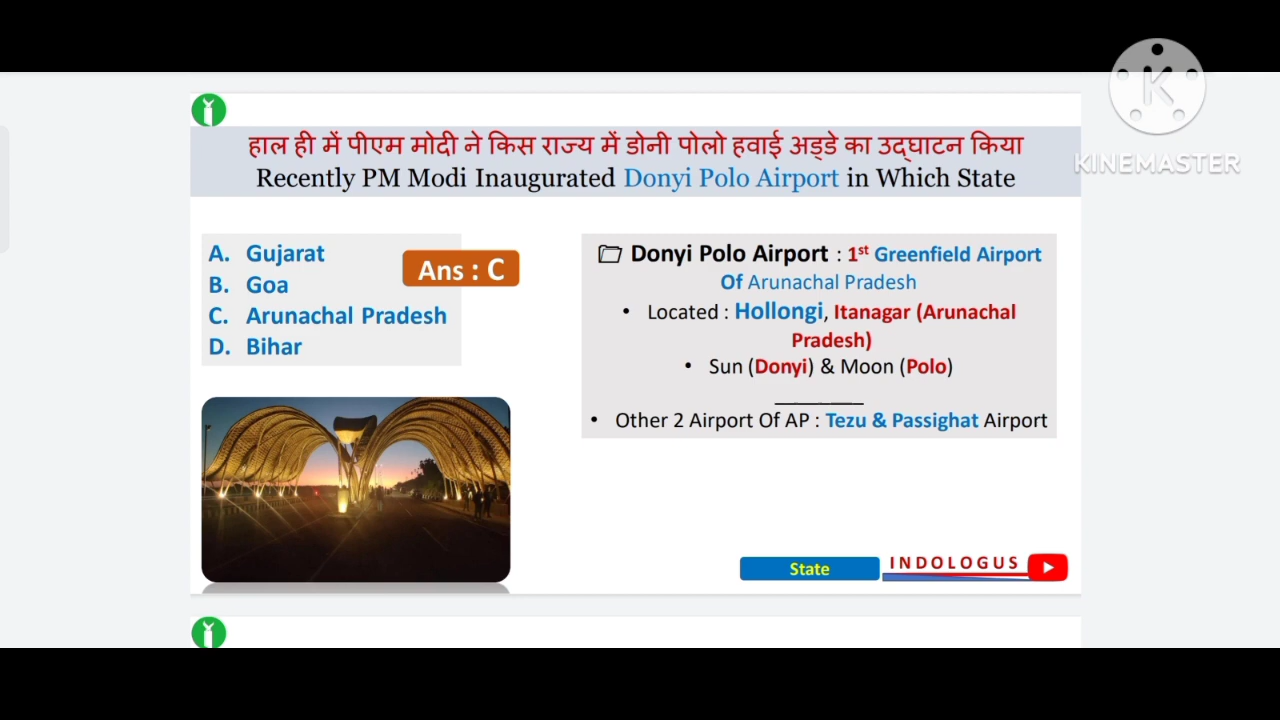 हाल ही में पीएम मोदी ने किस राज्य में डोनी पोलो हवाई अड्डे का उद्घाटन किया
Recently PM Modi Inaugurated Donyi Polo Airport in Which State
KINEMASTER
A. Gujarat
B. Goa
C. Arunachal Pradesh
D. Bihar
Ans : C
Donyi Polo Airport : 1st Greenfield Airport
Of Arunachal Pradesh
• Located : Hollongi, Itanagar (Arunachal
Pradesh)
• Sun (Donyi) & Moon (Polo)
• Other 2 Airport Of AP : Tezu & Passighat Airport
State
INDOLOGUS